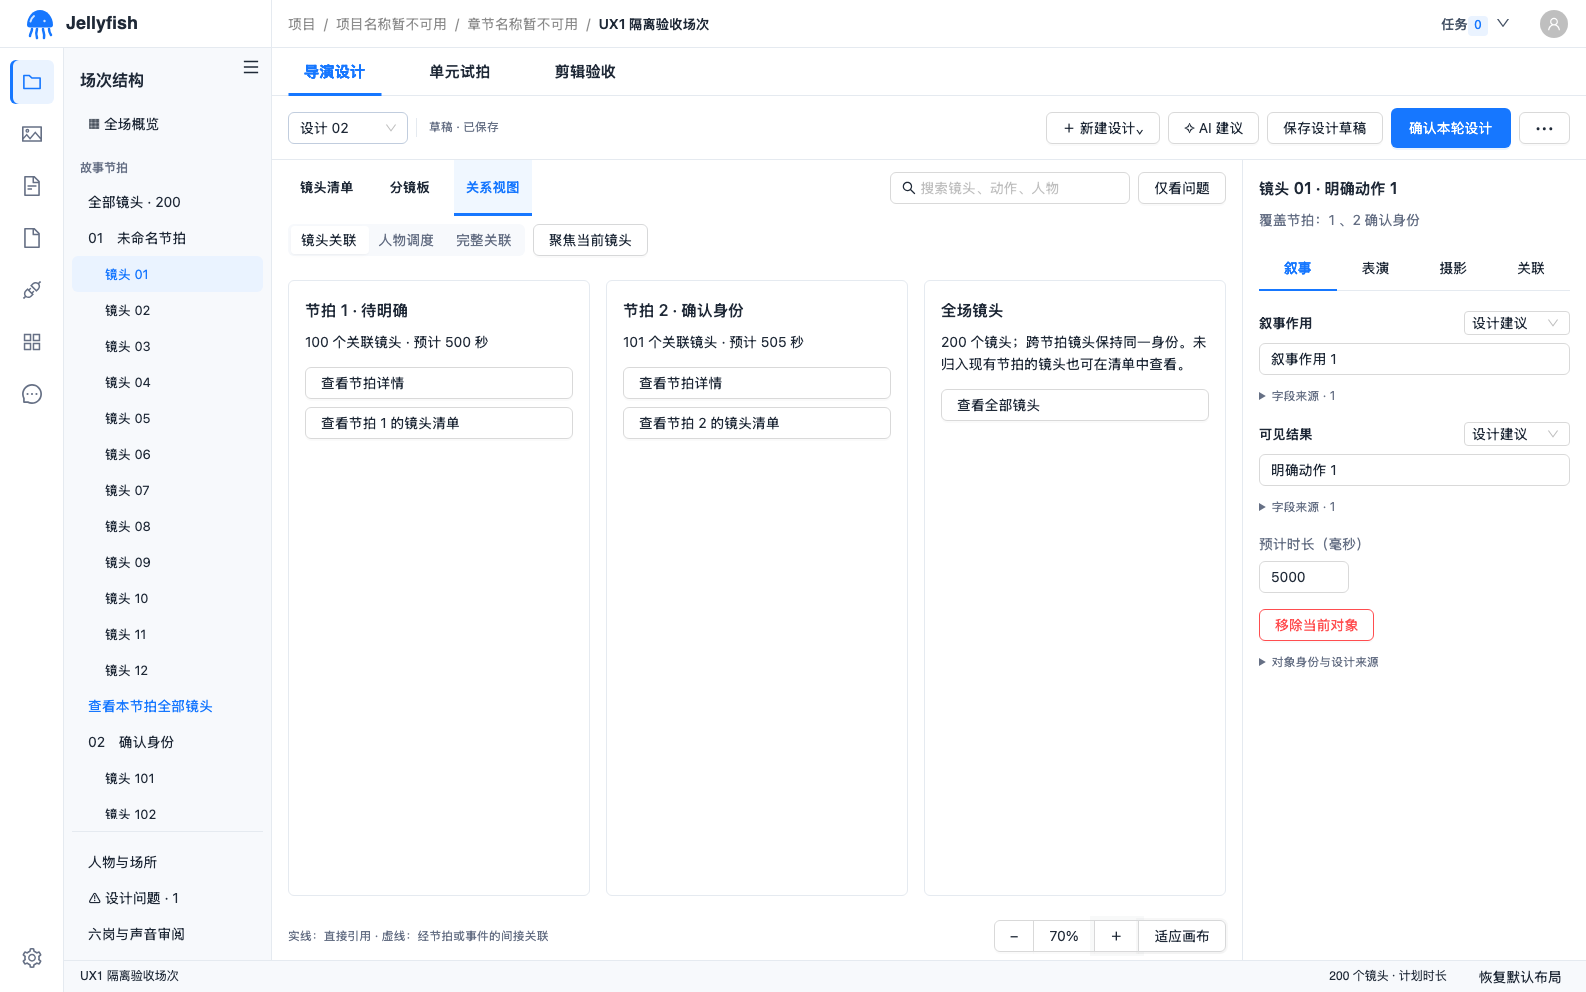 Jellyfish
项目 / 项目名称暂不可用 / 章节名称暂不可用 / UX1 隔离验收场次
任务 0
场次结构
全场概览
故事节拍
全部镜头 · 200
01 未命名节拍
镜头 01
镜头 02
镜头 03
镜头 04
镜头 05
镜头 06
镜头 07
镜头 08
镜头 09
镜头 10
镜头 11
镜头 12
查看本节拍全部镜头
02 确认身份
镜头 101
镜头 102
人物与场所
设计问题 · 1
六岗与声音审阅
导演设计 单元试拍 剪辑验收
设计 02
草稿 · 已保存
+ 新建设计
AI 建议
保存设计草稿
确认本轮设计
···
镜头清单 分镜板 关系视图
搜索镜头、动作、人物
仅看问题
镜头关联 人物调度 完整关联 聚焦当前镜头
节拍 1 · 待明确
100 个关联镜头 · 预计 500 秒
查看节拍详情
查看节拍 1 的镜头清单
节拍 2 · 确认身份
101 个关联镜头 · 预计 505 秒
查看节拍详情
查看节拍 2 的镜头清单
全场镜头
200 个镜头；跨节拍镜头保持同一身份。未
归入现有节拍的镜头也可在清单中查看。
查看全部镜头
实线：直接引用 · 虚线：经节拍或事件的间接关联
− 70% + 适应画布
镜头 01 · 明确动作 1
覆盖节拍：1 、2 确认身份
叙事 表演 摄影 关联
叙事作用
设计建议
叙事作用 1
字段来源 · 1
可见结果
设计建议
明确动作 1
字段来源 · 1
预计时长（毫秒）
5000
移除当前对象
对象身份与设计来源
UX1 隔离验收场次
200 个镜头 · 计划时长
恢复默认布局